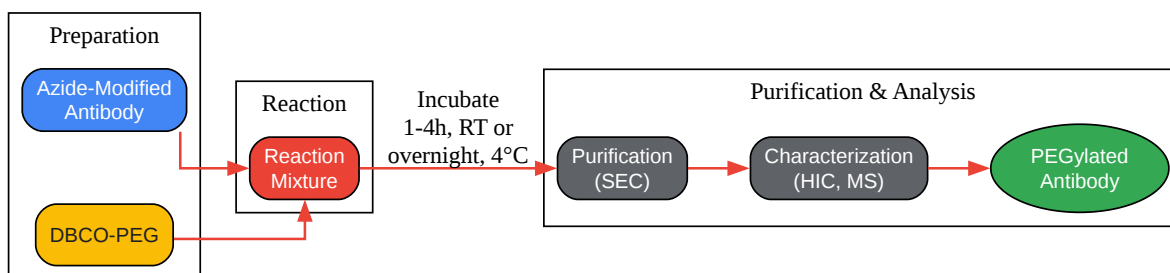 Preparation
Azide-Modified
Antibody
DBCO-PEG
Reaction
Reaction
Mixture
Incubate
1-4h, RT or
overnight, 4°C
Purification & Analysis
Purification
(SEC)
Characterization
(HIC, MS)
PEGylated
Antibody